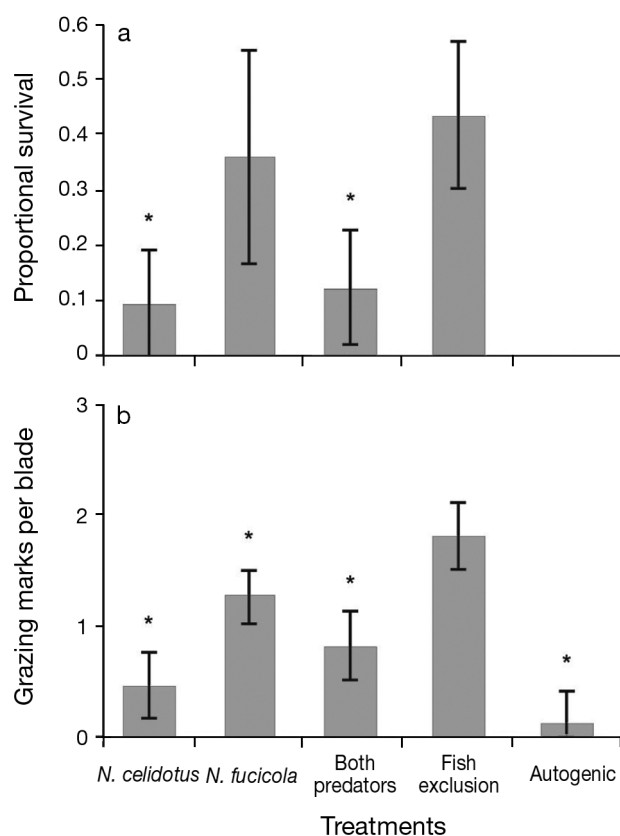 a
Proportional survival
0.6
0.5
0.4
0.3
0.2
0.1
0
*
*
b
Grazing marks per blade
3
2
1
0
*
*
*
*
N. celidotus
N. fucicola
Both
predators
Fish
exclusion
Autogenic
Treatments